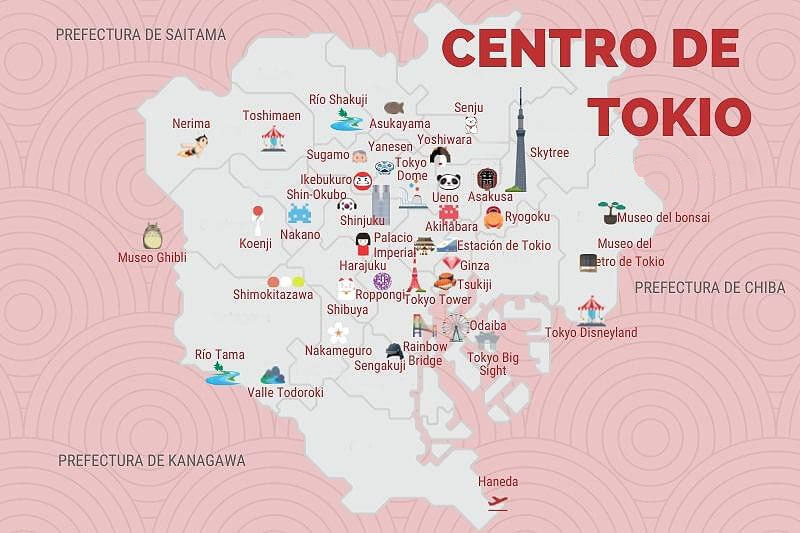 CENTRO DE
TOKIO
PREFECTURA DE SAITAMA
Nerima
Toshimaen
Río Shakuji
Asukayama
Senju
Skytree
Sugamo
Yanesen
Yoshiwara
Tokyo
Dome
Ikebukuro
Shin-Okubo
Ueno
Asakusa
Koenji
Nakano
Shinjuku
Akihabara
Ryogoku
Museo del bonsai
Museo Ghibli
Palacio
Imperial
Estación de Tokio
Museo del
etro de Tokio
Harajuku
Ginza
Shimokitazawa
Roppongi
Tokyo Tower
Tsukiji
PREFECTURA DE CHIBA
Shibuya
Odaiba
Tokyo Disneyland
Nakameguro
Sengakuji
Rainbow
Bridge
Tokyo Big
Sight
Río Tama
Valle Todoroki
PREFECTURA DE KANAGAWA
Haneda